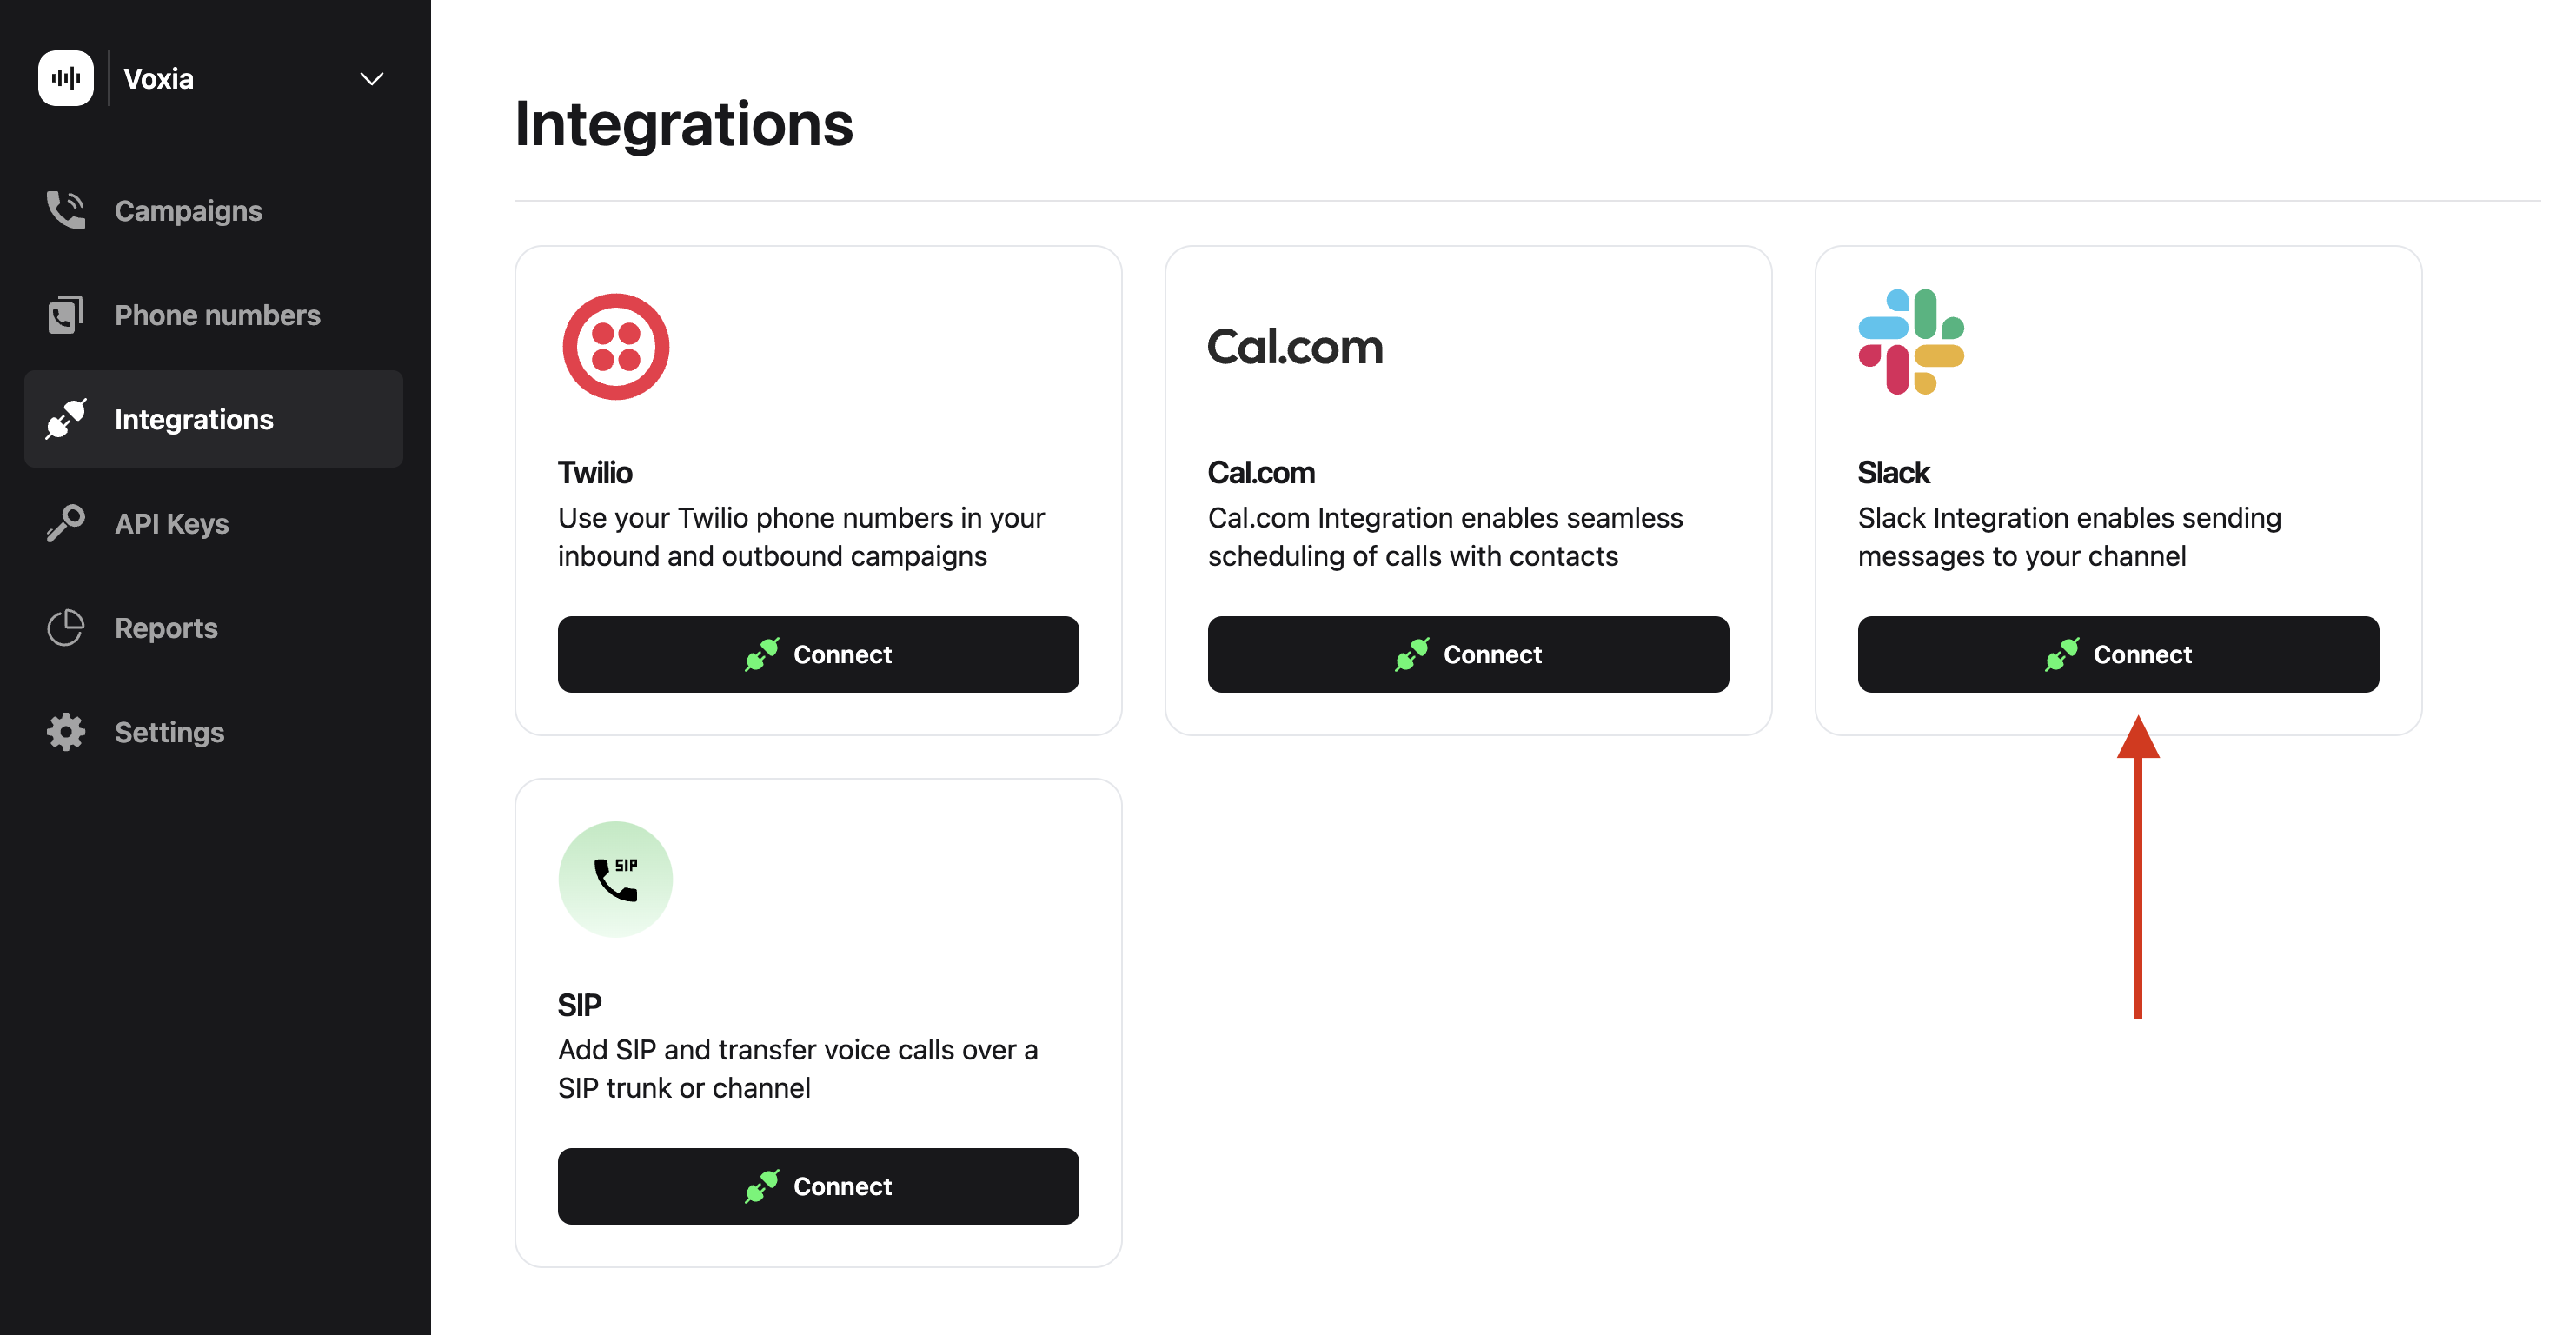 Voxia
Campaigns
Phone numbers
Integrations
API Keys
Reports
Settings
Integrations
Cal.com
Twilio
Use your Twilio phone numbers in your
inbound and outbound campaigns
Connect
Cal.com
Cal.com Integration enables seamless
scheduling of calls with contacts
Connect
Slack
Slack Integration enables sending
messages to your channel
Connect
SIP
SIP
Add SIP and transfer voice calls over a
SIP trunk or channel
Connect